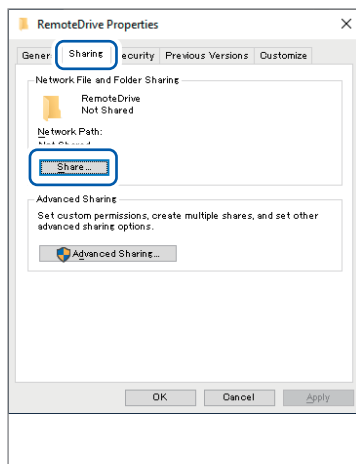 RemoteDrive Properties
Gener Sharing ecurity Previous Versions Customize
Network File and Folder Sharing
RemoteDrive
Not Shared
Network Path:
Not Shared
Share...
Advanced Sharing
Set custom permissions, create multiple shares, and set other
advanced sharing options.
Advanced Sharing...
OK Cancel Apply